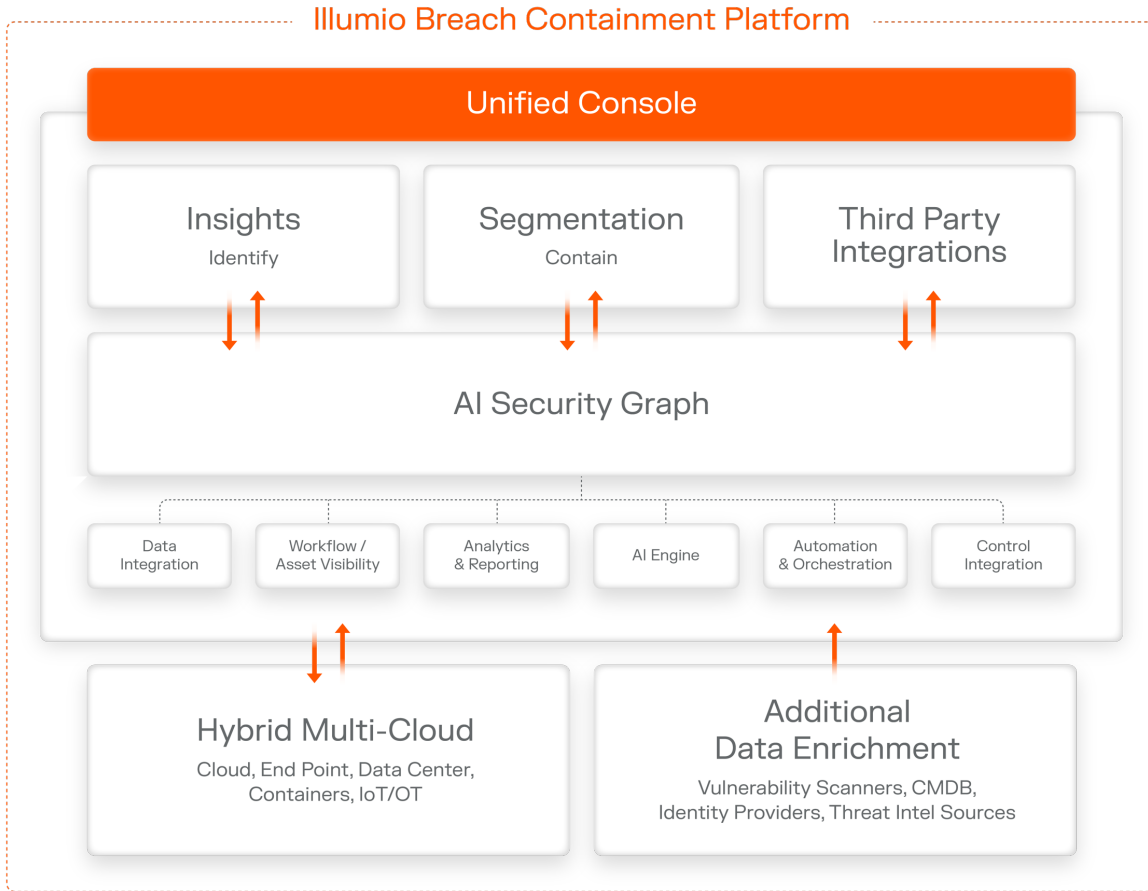 Illumio Breach Containment Platform
Unified Console
Insights
Identify
Segmentation
Contain
Third Party
Integrations
AI Security Graph
Data
Integration
Workflow /
Asset Visibility
Analytics
& Reporting
AI Engine
Automation
& Orchestration
Control
Integration
Hybrid Multi-Cloud
Cloud, End Point, Data Center,
Containers, IoT/OT
Additional
Data Enrichment
Vulnerability Scanners, CMDB,
Identity Providers, Threat Intel Sources